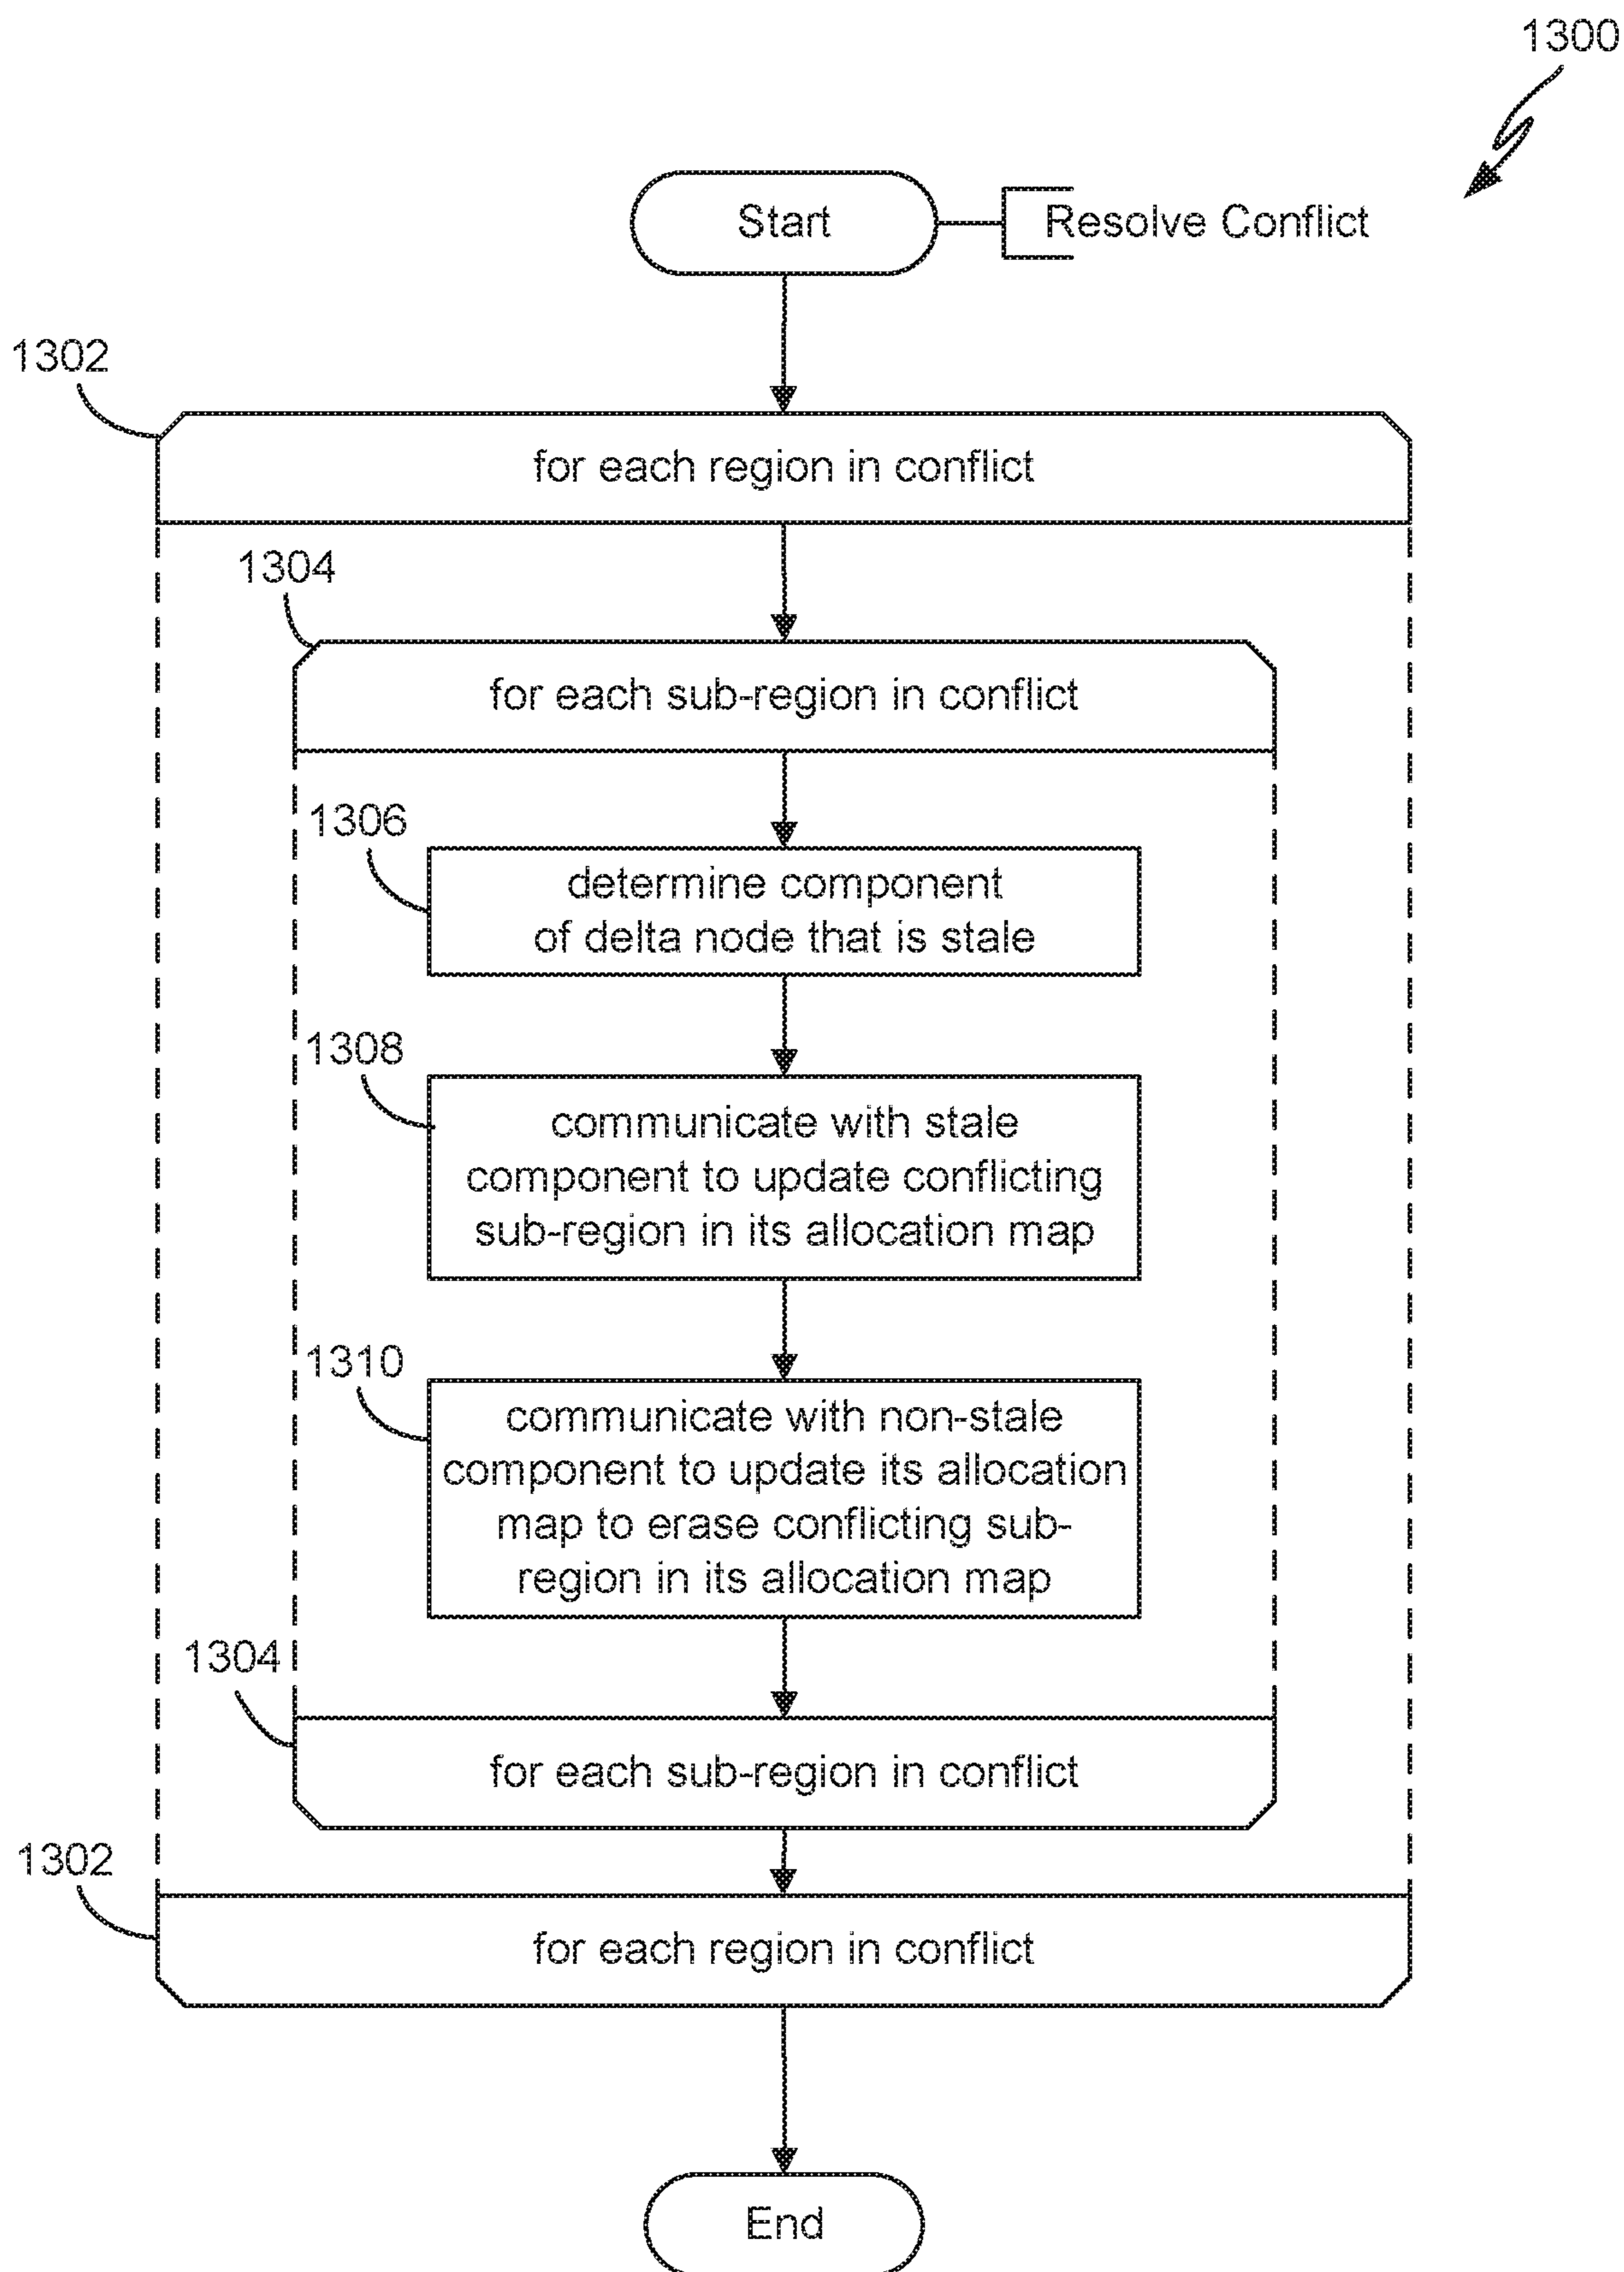 1300
Start
Resolve Conflict
1302
for each region in conflict
1304
for each sub-region in conflict
1306
determine component
of delta node that is stale
1308
communicate with stale
component to update conflicting
sub-region in its allocation map
1310
communicate with non-stale
component to update its allocation
map to erase conflicting sub-
region in its allocation map
1304
for each sub-region in conflict
1302
for each region in conflict
End